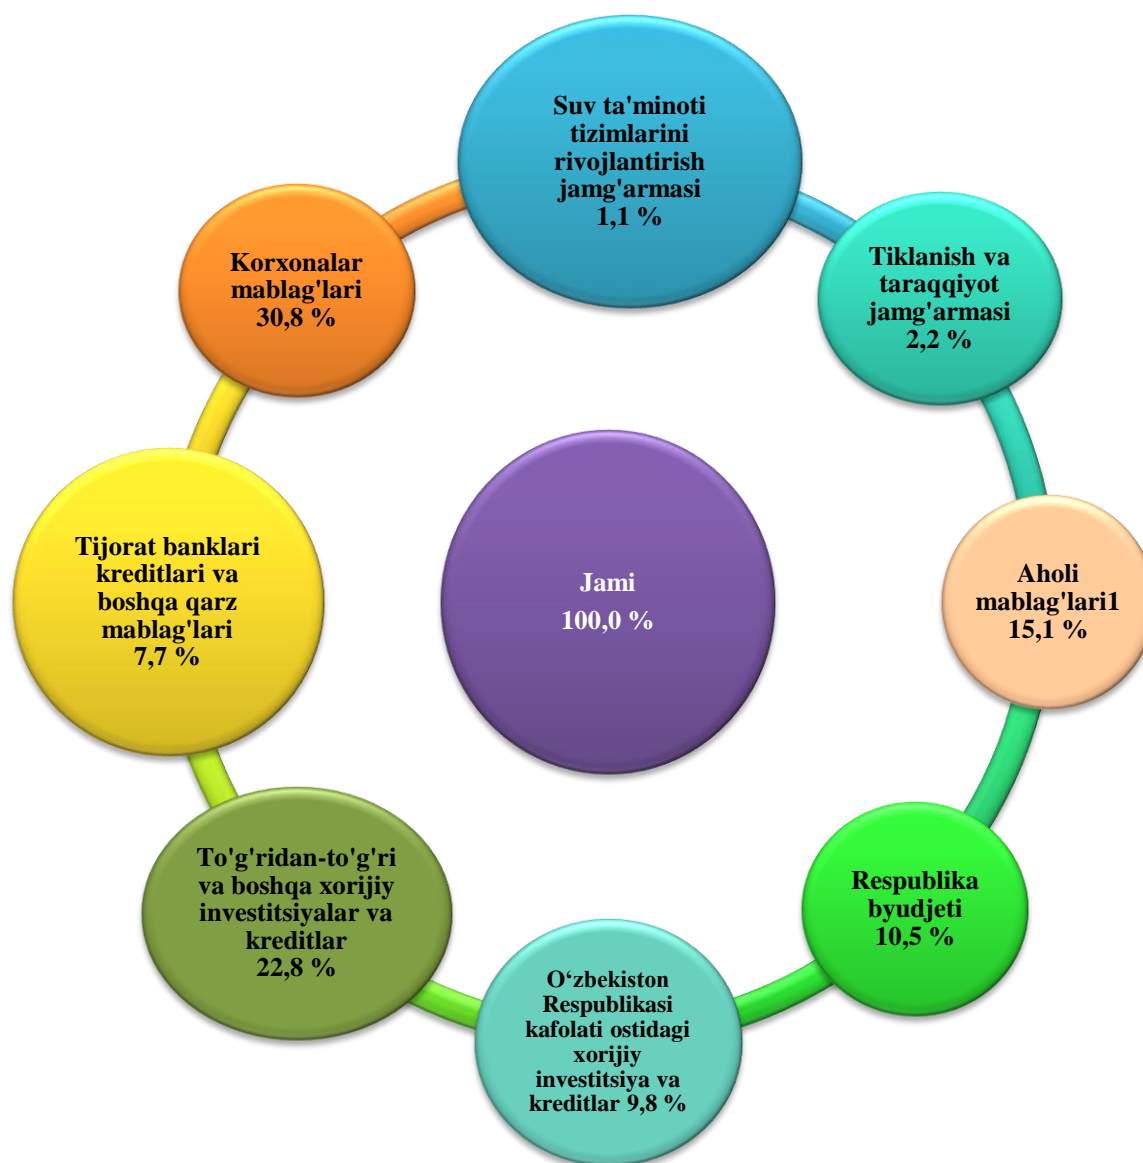 Suv ta'minoti
tizimlarini
rivojlantirish
jamg'armasi
1,1 %
Tiklanish va
taraqqiyot
jamg'armasi
2,2 %
Aholi
mablag'lari1
15,1 %
Respublika
byudjeti
10,5 %
O‘zbekiston
Respublikasi
kafolati ostidagi
xorijiy
investitsiya va
kreditlar 9,8 %
To'g'ridan-to'g'ri
va boshqa xorijiy
investitsiyalar va
kreditlar
22,8 %
Tijorat banklari
kreditlari va
boshqa qarz
mablag'lari
7,7 %
Korxonalar
mablag'lari
30,8 %
Jami
100,0 %